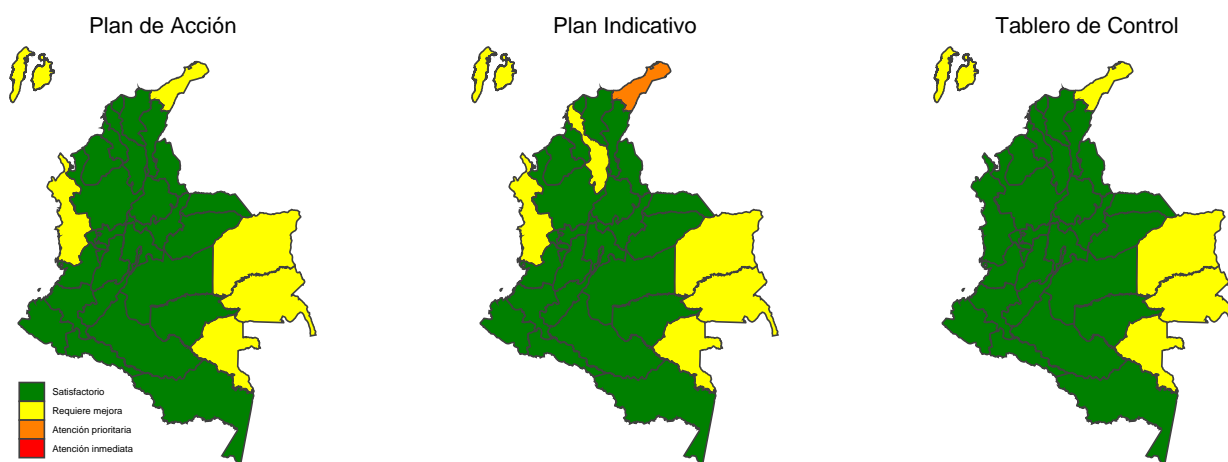 Plan de Acción
Plan Indicativo
Tablero de Control
Satisfactorio
Requiere mejora
Atención prioritaria
Atención inmediata